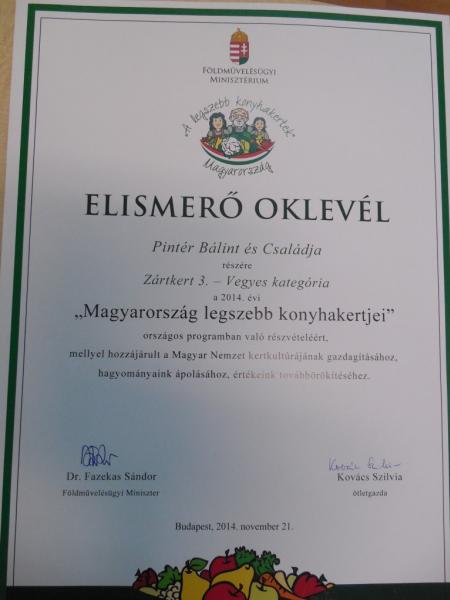 FÖLDMŰVELÉSÜGYI
MINISZTÉRIUM
"A legszebb konyhakertek"
Magyarország
ELISMERŐ OKLEVÉL
Pintér Bálint és Családja
részére
Zártkert 3. – Vegyes kategória
a 2014. évi
„Magyarország legszebb konyhakertjei”
országos programban való részvételéért,
mellyel hozzájárult a Magyar Nemzet kertkultúrájának gazdagításához,
hagyományaink ápolásához, értékeink továbbörökítéséhez.
Dr. Fazekas Sándor
Földművelésügyi Miniszter
Kovács Szilvia
ötletgazda
Budapest, 2014. november 21.